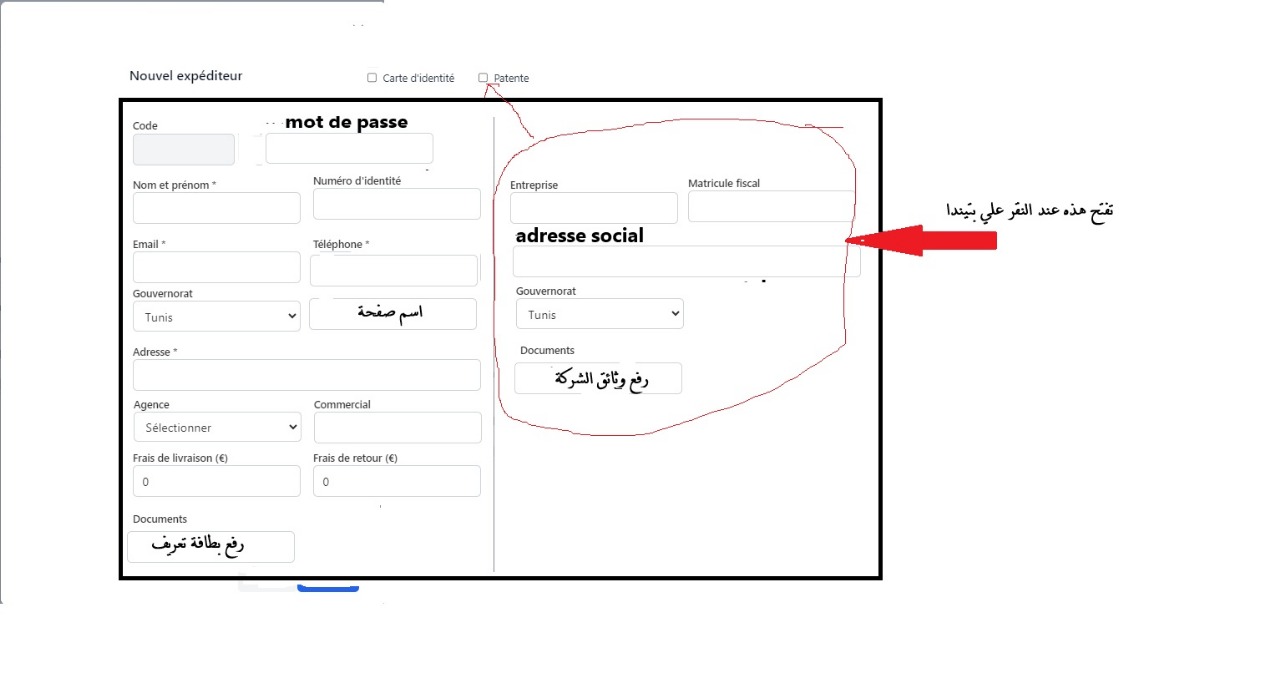 Nouvel expéditeur
Carte d'identité
Patente
Code
mot de passe
Nom et prénom *
Numéro d'identité
Email *
Téléphone *
Gouvernorat
Tunis
اسم صفحة
Adresse *
Agence
Commercial
Sélectionner
Frais de livraison (€)
Frais de retour (€)
0
0
Documents
رفع بطافة تعريف
Entreprise
Matricule fiscal
adresse social
Gouvernorat
Tunis
Documents
رفع وثائق الشركة
تفتح هذه عند النقر علي بتيندا